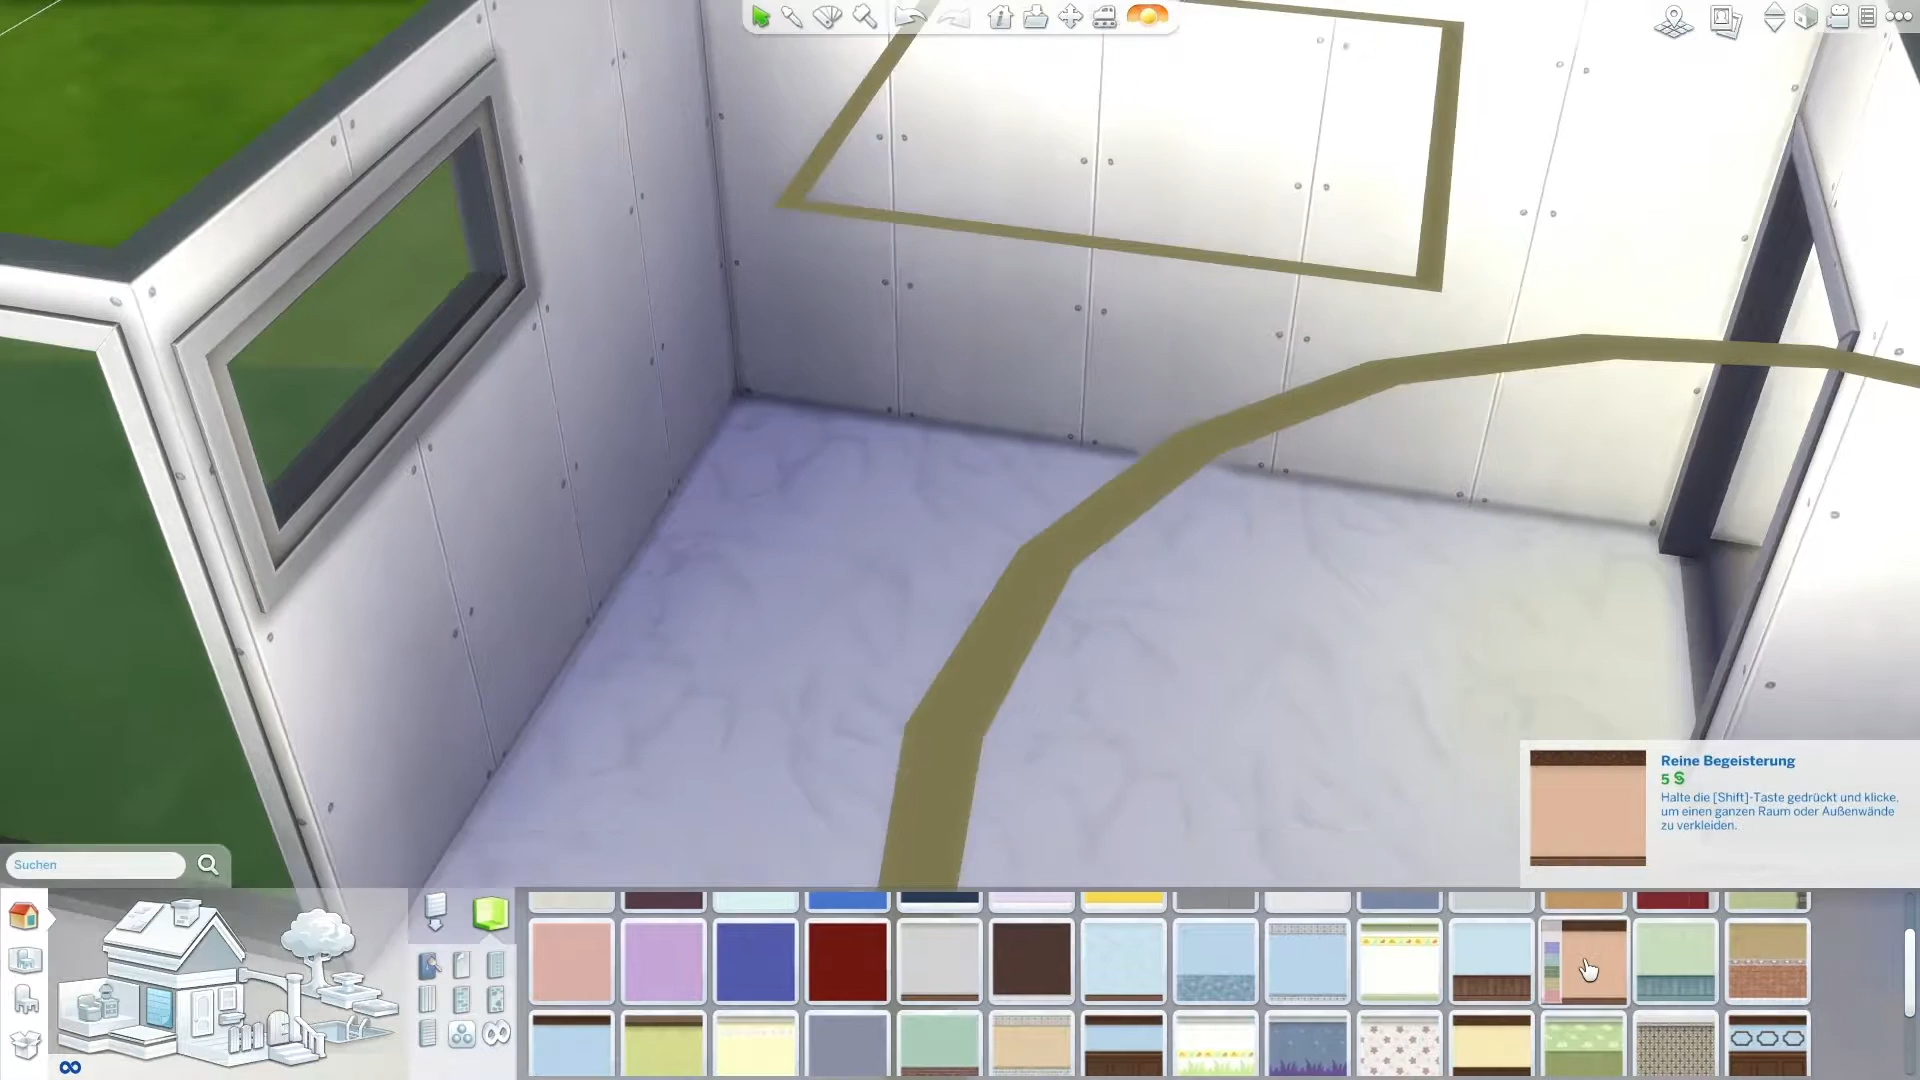 Reine Begeisterung
5 $
Halte die [Shift]-Taste gedrückt und klicke,
um einen ganzen Raum oder Außenwände
zu verkleiden.
Suchen